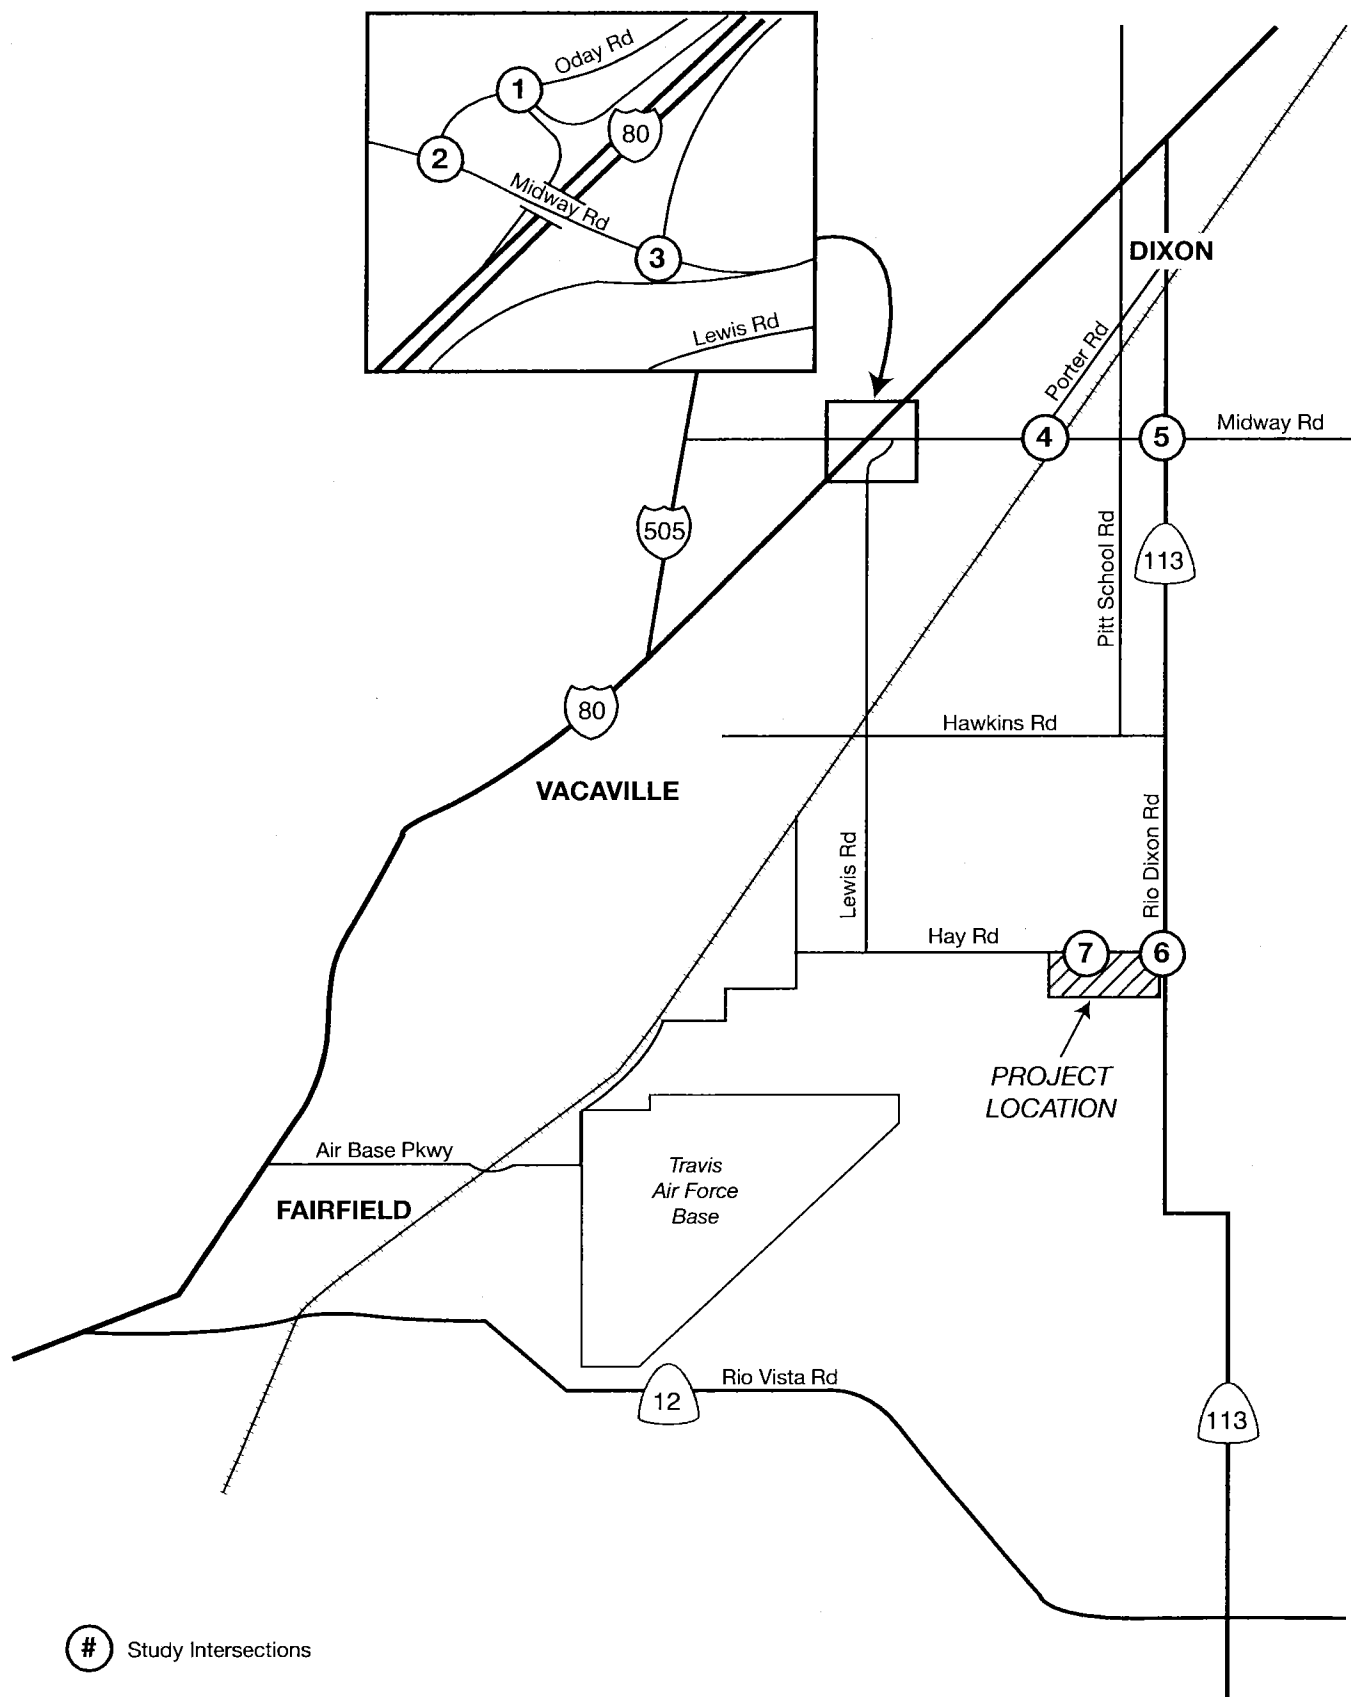 Oday Rd
1
80
2
Midway Rd
3
Lewis Rd
DIXON
Porter Rd
4
5
Midway Rd
505
Pitt School Rd
113
80
Hawkins Rd
VACAVILLE
Lewis Rd
Rio Dixon Rd
Hay Rd
7
6
PROJECT
LOCATION
Air Base Pkwy
Travis
Air Force
Base
FAIRFIELD
12
Rio Vista Rd
113
# Study Intersections